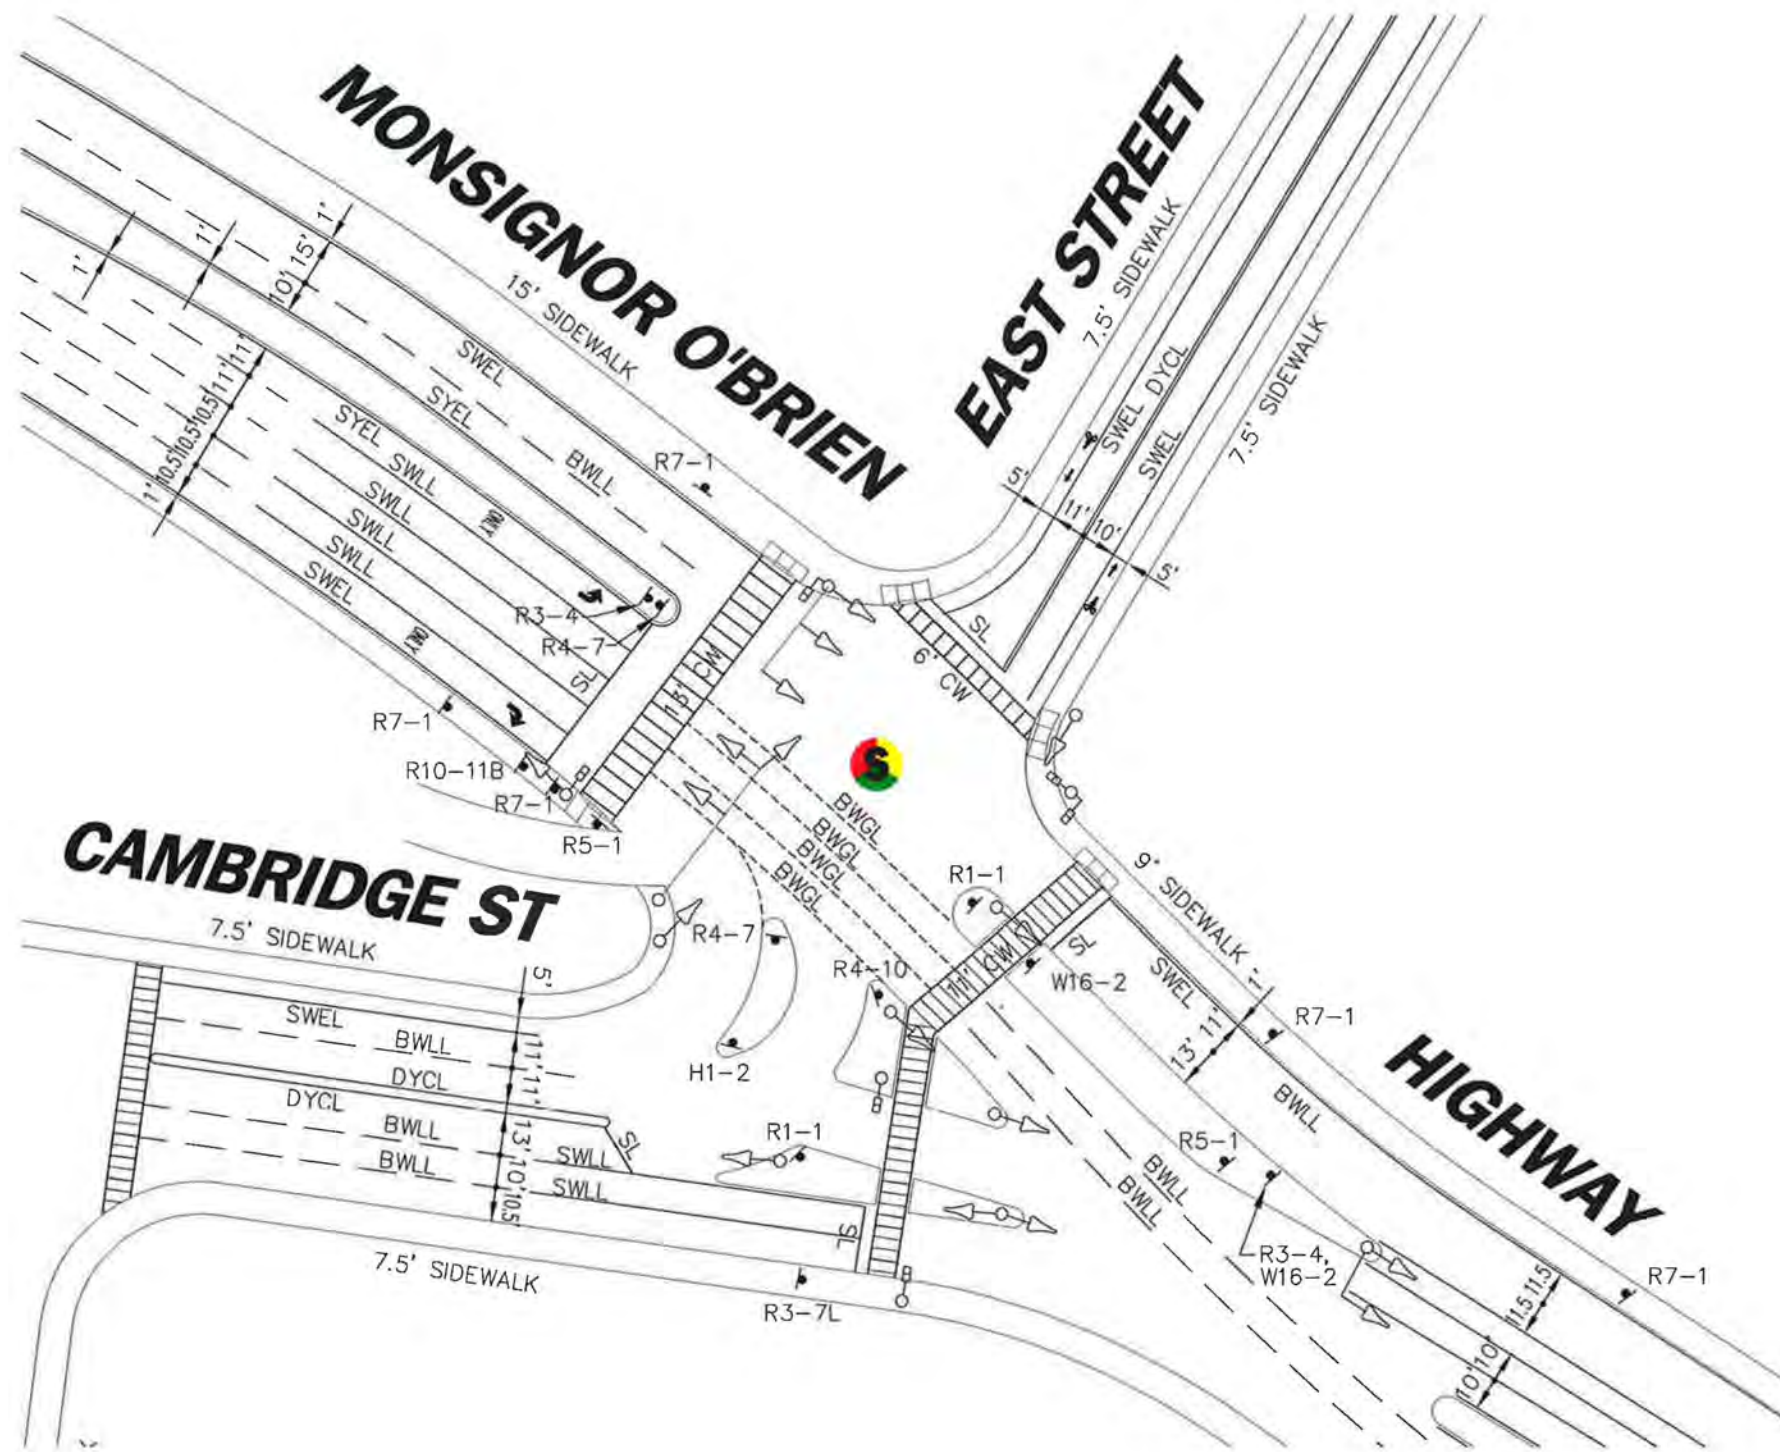 MONSIGNOR O'BRIEN
EAST STREET
HIGHWAY
CAMBRIDGE ST
15' SIDEWALK
7.5' SIDEWALK
7.5' SIDEWALK
9' SIDEWALK
7.5' SIDEWALK
7.5' SIDEWALK
1'
15'
10'
1'
1'
11'
11'
10.5'
10.5'
10.5'
1'
SWEL
SYEL
BWLL
SYEL
SWLL
SWLL
SWLL
SWLL
SWEL
ONLY
ONLY
SL
R7-1
R3-4
R4-7
13' CW
R7-1
R10-11B
R7-1
R5-1
SWEL
DYCL
SWEL
5'
11'
10'
5'
SL
6' CW
S
BWGL
BWGL
BWGL
BWGL
R1-1
R4-7
R4-10
H1-2
11' CW
SL
W16-2
SWEL
1'
11'
13'
R7-1
BWLL
R5-1
BWLL
BWLL
R3-4,
W16-2
R7-1
11.5
11.5
10'
10'
5'
SWEL
BWLL
11'
11'
DYCL
DYCL
BWLL
BWLL
13'
10'
10.5'
SL
SWLL
SWLL
R1-1
SL
R3-7L